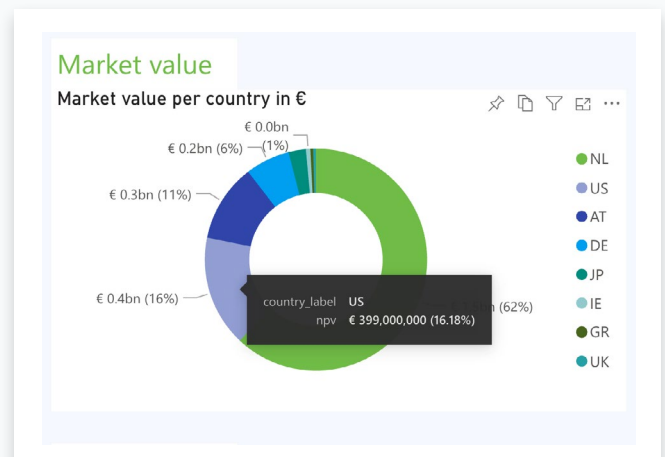 Market value
Market value per country in €
€ 0.0bn
(1%)
€ 0.2bn (6%)
€ 0.3bn (11%)
€ 0.4bn (16%)
(62%)
country_label US
npv € 399,000,000 (16.18%)
NL
US
AT
DE
JP
IE
GR
UK